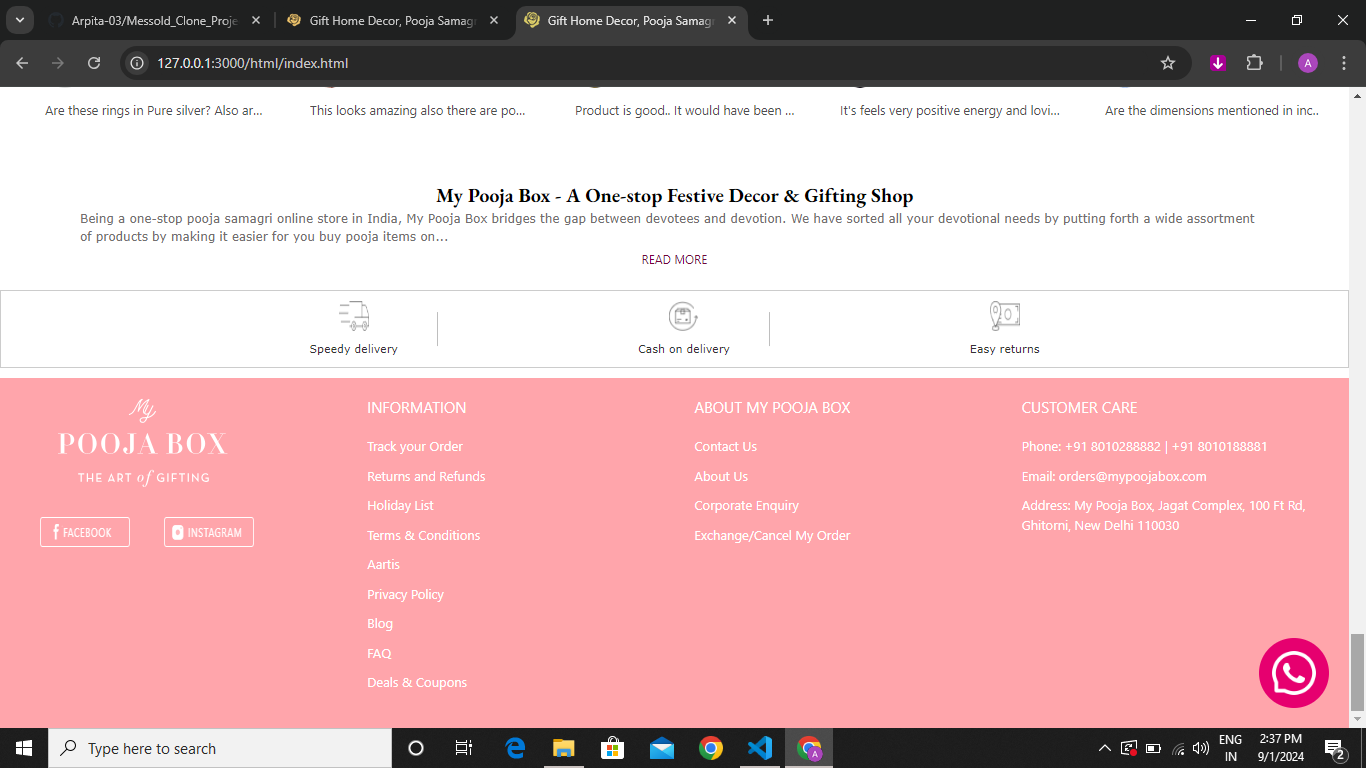 Arpita-03/Messold_Clone_Proje
Gift Home Decor, Pooja Samagr
Gift Home Decor, Pooja Samagr
127.0.0.1:3000/html/index.html
A
Are these rings in Pure silver? Also ar...
This looks amazing also there are po...
Product is good.. It would have been ...
It's feels very positive energy and lovi...
Are the dimensions mentioned in inc..
My Pooja Box - A One-stop Festive Decor & Gifting Shop
Being a one-stop pooja samagri online store in India, My Pooja Box bridges the gap between devotees and devotion. We have sorted all your devotional needs by putting forth a wide assortment
of products by making it easier for you buy pooja items on...
READ MORE
Speedy delivery
Cash on delivery
Easy returns
My
POOJA BOX
THE ART of GIFTING
FACEBOOK
INSTAGRAM
INFORMATION
Track your Order
Returns and Refunds
Holiday List
Terms & Conditions
Aartis
Privacy Policy
Blog
FAQ
Deals & Coupons
ABOUT MY POOJA BOX
Contact Us
About Us
Corporate Enquiry
Exchange/Cancel My Order
CUSTOMER CARE
Phone: +91 8010288882 | +91 8010188881
Email: orders@mypoojabox.com
Address: My Pooja Box, Jagat Complex, 100 Ft Rd,
Ghitorni, New Delhi 110030
Type here to search
A
ENG
IN
2:37 PM
9/1/2024
2